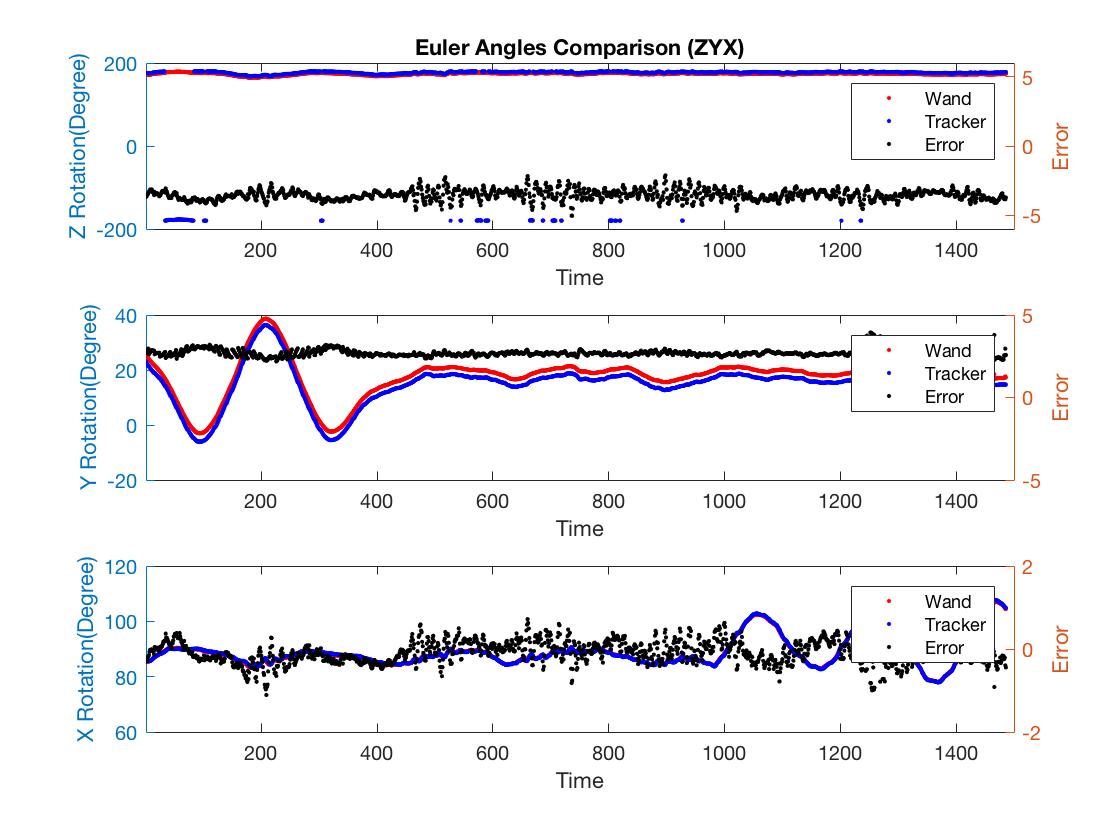 Euler Angles Comparison (ZYX)
Z Rotation(Degree)
200
0
-200
5
0
-5
Error
Wand
Tracker
Error
200 400 600 800 1000 1200 1400
Time
Y Rotation(Degree)
40
20
0
-20
5
0
-5
Error
Wand
Tracker
Error
200 400 600 800 1000 1200 1400
Time
X Rotation(Degree)
120
100
80
60
2
0
-2
Error
Wand
Tracker
Error
200 400 600 800 1000 1200 1400
Time